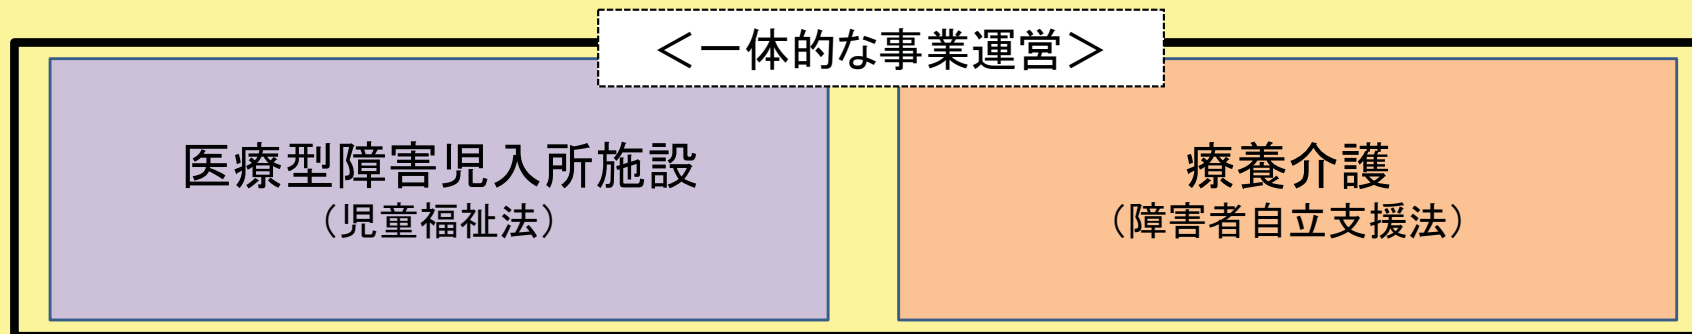 ＜一体的な事業運営＞
医療型障害児入所施設
（児童福祉法）
療養介護
（障害者自立支援法）